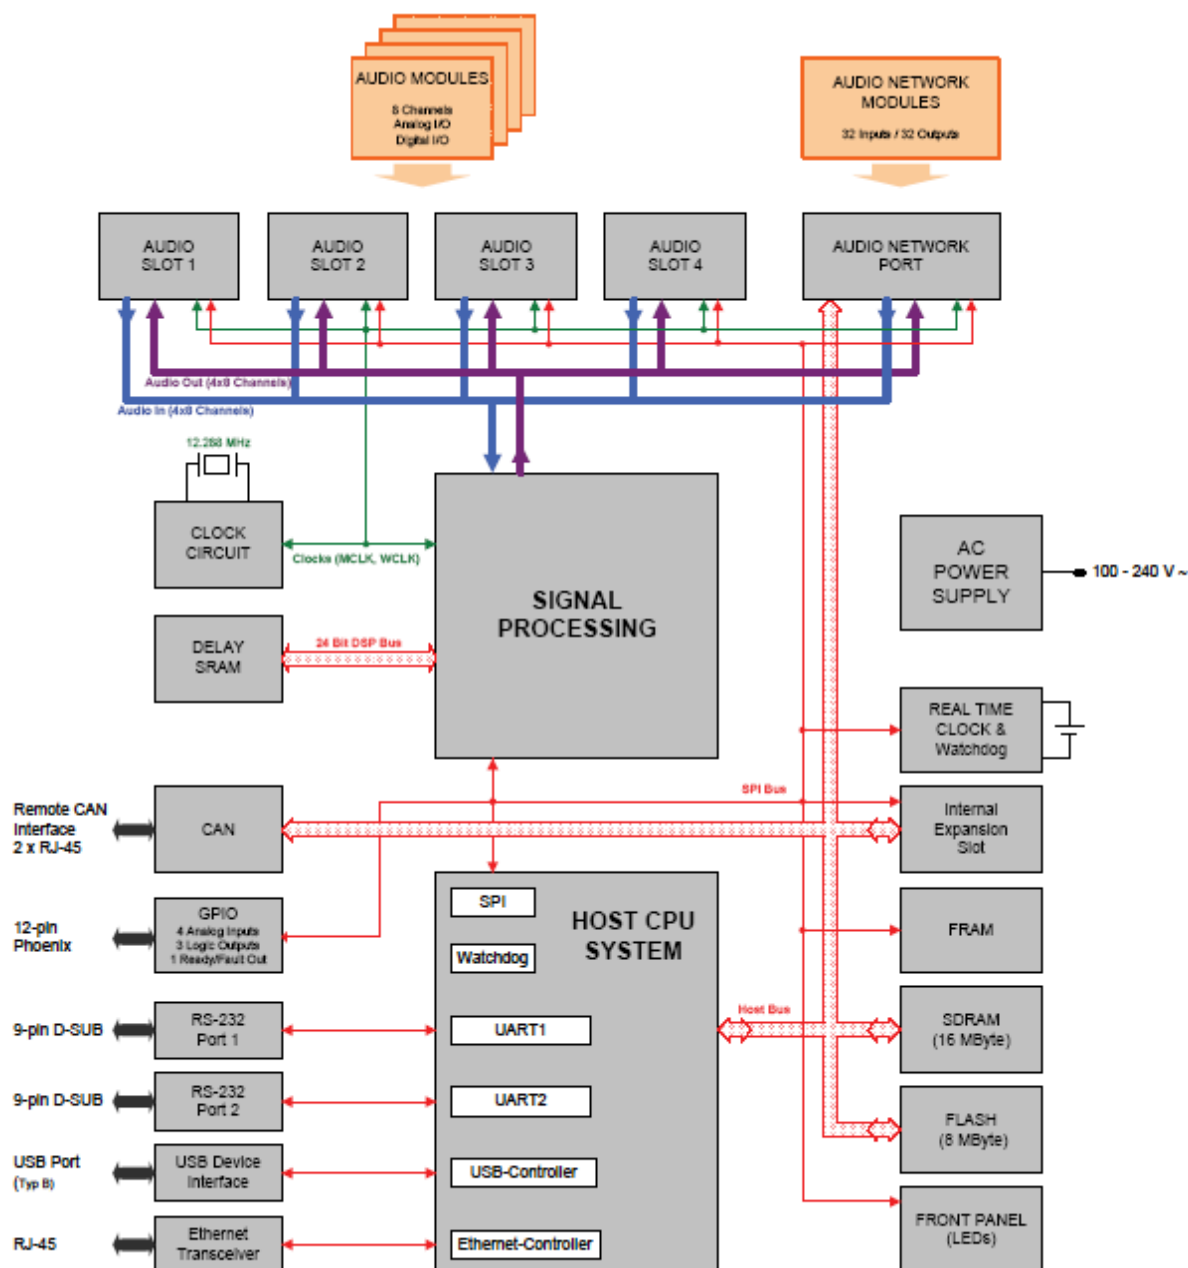 AUDIO MODULES
8 Channels
Analog I/O
Digital I/O
AUDIO NETWORK
MODULES
32 Inputs / 32 Outputs
AUDIO
SLOT 1
AUDIO
SLOT 2
AUDIO
SLOT 3
AUDIO
SLOT 4
AUDIO NETWORK
PORT
Audio Out (4x8 Channels)
Audio In (4x8 Channels)
12.288 MHz
CLOCK
CIRCUIT
Clocks (MCLK, WCLK)
SIGNAL
PROCESSING
AC
POWER
SUPPLY
100 - 240 V ~
DELAY
SRAM
24 Bit DSP Bus
REAL TIME
CLOCK &
Watchdog
SPI Bus
Remote CAN
Interface
2 x RJ-45
CAN
Internal
Expansion
Slot
12-pin
Phoenix
GPIO
4 Analog Inputs
3 Logic Outputs
1 Ready/Fault Out
SPI
Watchdog
HOST CPU
SYSTEM
FRAM
9-pin D-SUB
RS-232
Port 1
UART1
Host Bus
SDRAM
(16 MByte)
9-pin D-SUB
RS-232
Port 2
UART2
FLASH
(8 MByte)
USB Port
(Typ B)
USB Device
Interface
USB-Controller
RJ-45
Ethernet
Transceiver
Ethernet-Controller
FRONT PANEL
(LEDs)